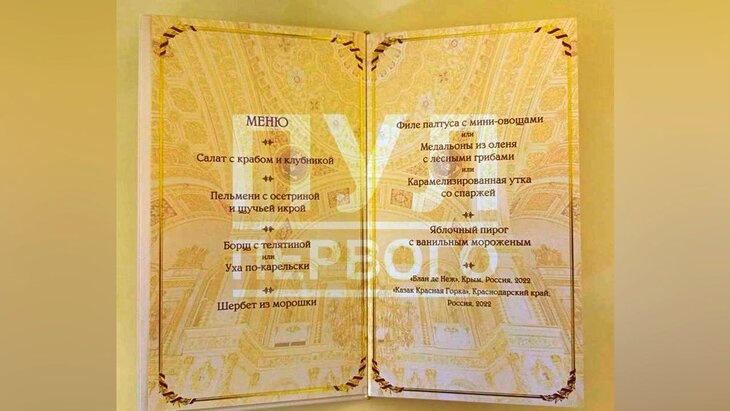 МЕНЮ
Салат с крабом и клубникой
Пельмени с осетриной
и щучьей икрой
Борщ с телятиной
или
Уха по-карельски
Шербет из морошки
Филе палтуса с мини-овощами
или
Медальоны из оленя
с лесными грибами
или
Карамелизированная утка
со спаржей
Яблочный пирог
с ванильным мороженым
«Блан де Неж», Крым, Россия, 2022
«Казак Красная Горка», Краснодарский край,
Россия, 2022
ПУЛ
ПЕРВОГО